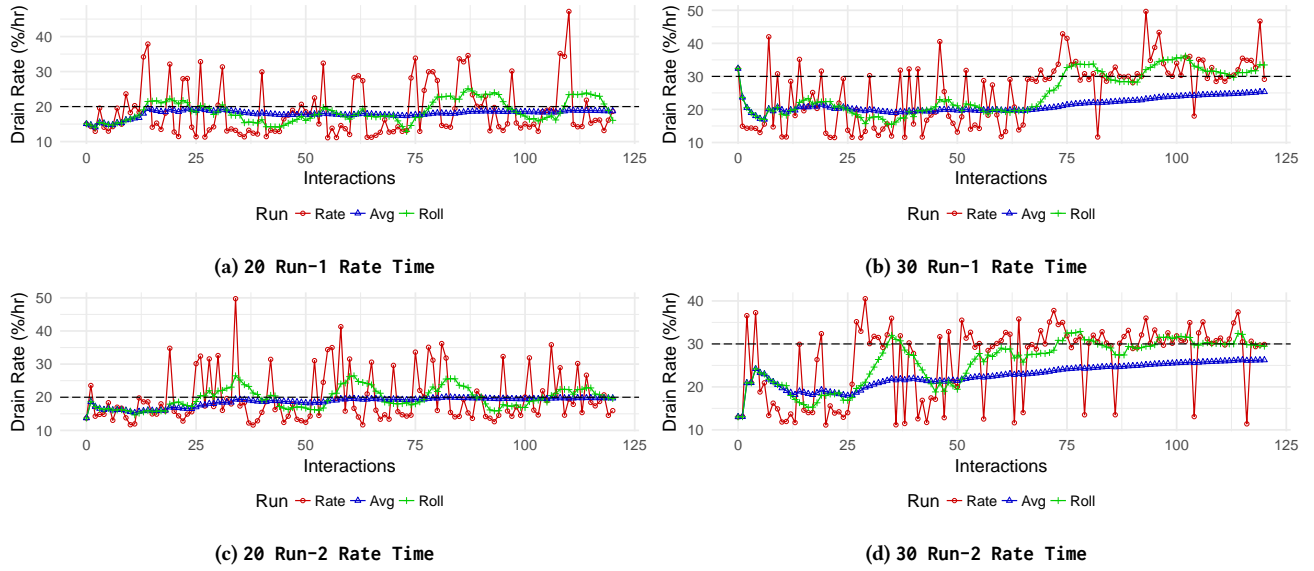 Drain Rate (%/hr)
40
30
20
10
0 25 50 75 100 125
Interactions
Run Rate Avg Roll
(a) 20 Run-1 Rate Time
Drain Rate (%/hr)
50
40
30
20
10
0 25 50 75 100 125
Interactions
Run Rate Avg Roll
(b) 30 Run-1 Rate Time
Drain Rate (%/hr)
50
40
30
20
10
0 25 50 75 100 125
Interactions
Run Rate Avg Roll
(c) 20 Run-2 Rate Time
Drain Rate (%/hr)
40
30
20
10
0 25 50 75 100 125
Interactions
Run Rate Avg Roll
(d) 30 Run-2 Rate Time